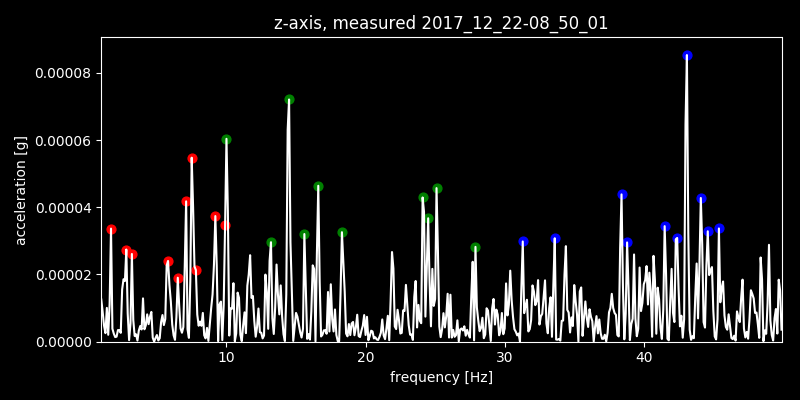 z-axis, measured 2017_12_22-08_50_01
0.00008
0.00006
0.00004
0.00002
0.00000
acceleration [g]
10 20 30 40
frequency [Hz]